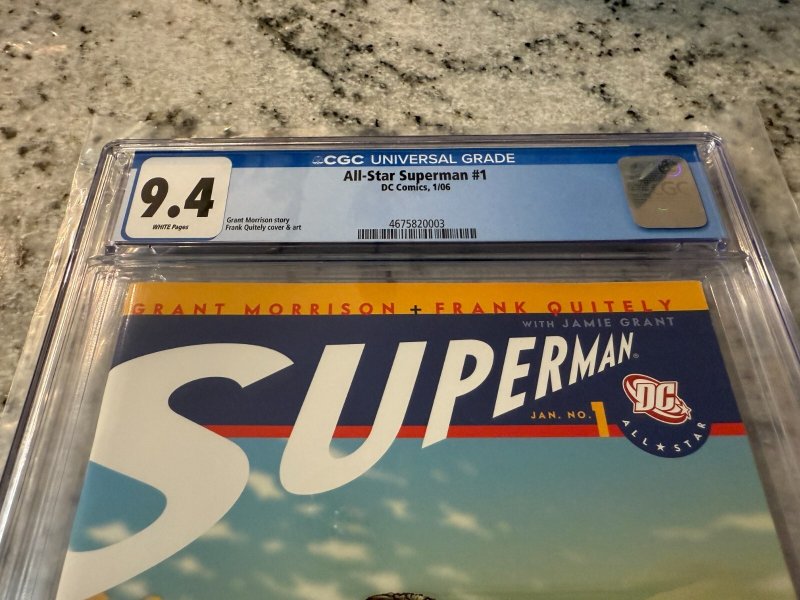 CGC UNIVERSAL GRADE
9.4
WHITE Pages
All-Star Superman #1
DC Comics, 1/06
Grant Morrison story
Frank Quitely cover & art
4675820003
CGC
GRANT MORRISON + FRANK QUITELY
WITH JAMIE GRANT
SUPERMAN®
JAN. NO. 1
DC
ALL ★ STAR